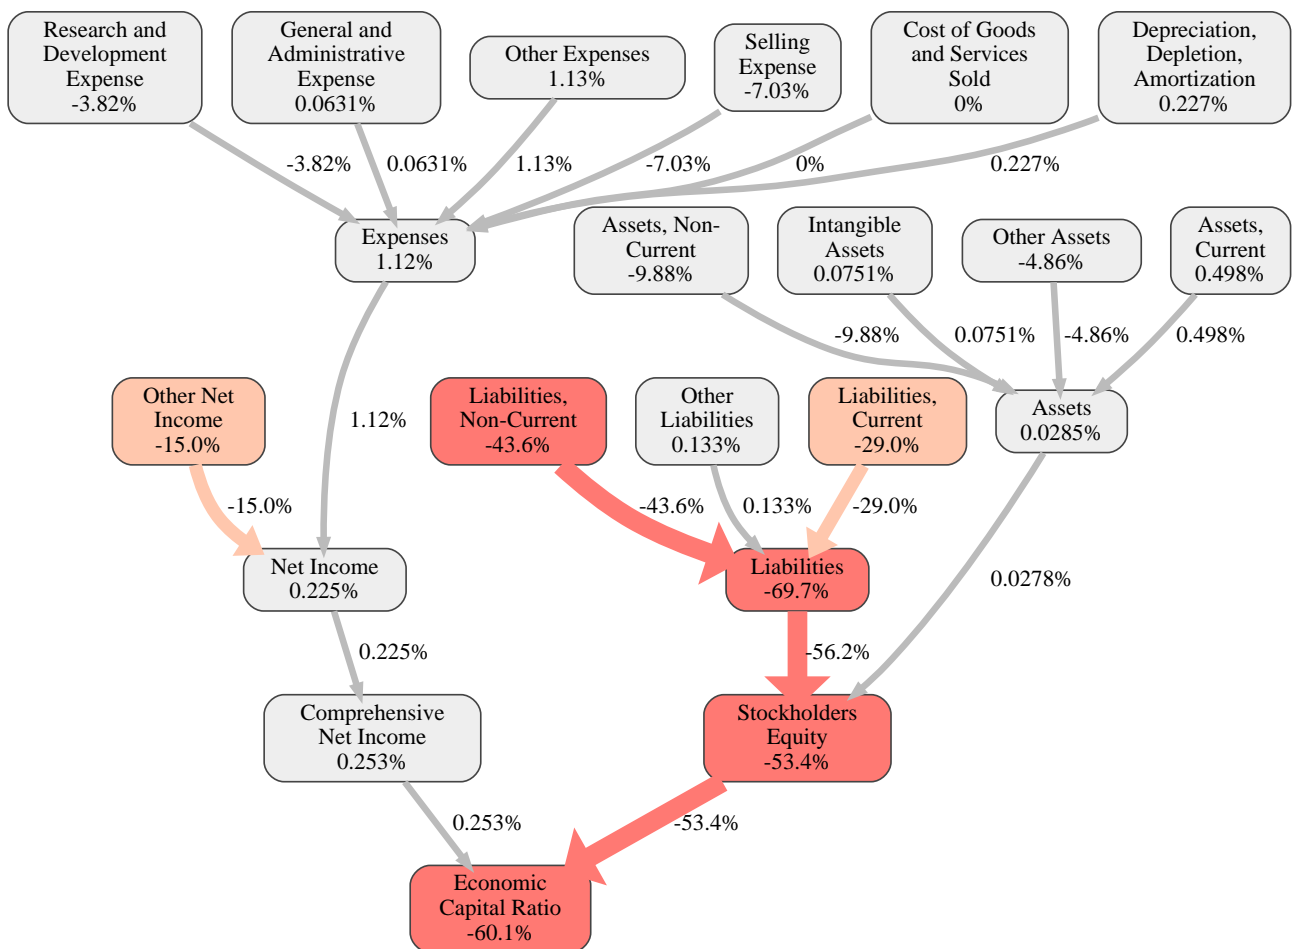 Research and
Development
Expense
-3.82%
General and
Administrative
Expense
0.0631%
Other Expenses
1.13%
Selling
Expense
-7.03%
Cost of Goods
and Services
Sold
0%
Depreciation,
Depletion,
Amortization
0.227%
-3.82%
0.0631%
1.13%
-7.03%
0%
0.227%
Expenses
1.12%
Assets, Non-
Current
-9.88%
Intangible
Assets
0.0751%
Other Assets
-4.86%
Assets,
Current
0.498%
-9.88%
0.0751%
-4.86%
0.498%
Other Net
Income
-15.0%
1.12%
Liabilities,
Non-Current
-43.6%
Other
Liabilities
0.133%
Liabilities,
Current
-29.0%
Assets
0.0285%
-15.0%
-43.6%
0.133%
-29.0%
Net Income
0.225%
Liabilities
-69.7%
0.0278%
0.225%
-56.2%
Comprehensive
Net Income
0.253%
Stockholders
Equity
-53.4%
0.253%
-53.4%
Economic
Capital Ratio
-60.1%